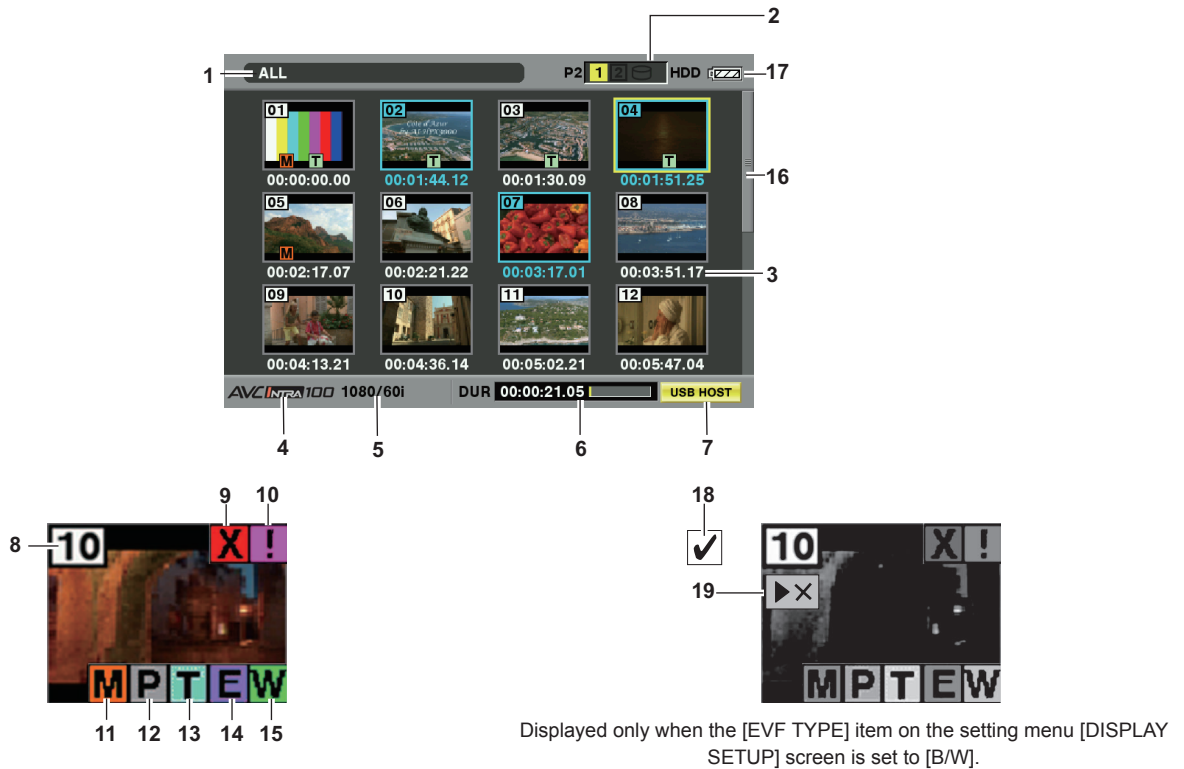 2
1 ALL P2 1 2 HDD 17
01 02 03 04
Côte d'Azur
M T T T T
00:00:00.00 00:01:44.12 00:01:30.09 00:01:51.25
16
05 06 07 08
M
00:02:17.07 00:02:21.22 00:03:17.01 00:03:51.17 3
09 10 11 12
00:04:13.21 00:04:36.14 00:05:02.21 00:05:47.04
AVC INTRA 100 1080/60i DUR 00:00:21.05 USB HOST
4 5 6 7
9 10 18
8 10 X ! ✔ 10 X !
19 ▶×
M P T E W M P T E W
11 12 13 14 15
Displayed only when the [EVF TYPE] item on the setting menu [DISPLAY
SETUP] screen is set to [B/W].